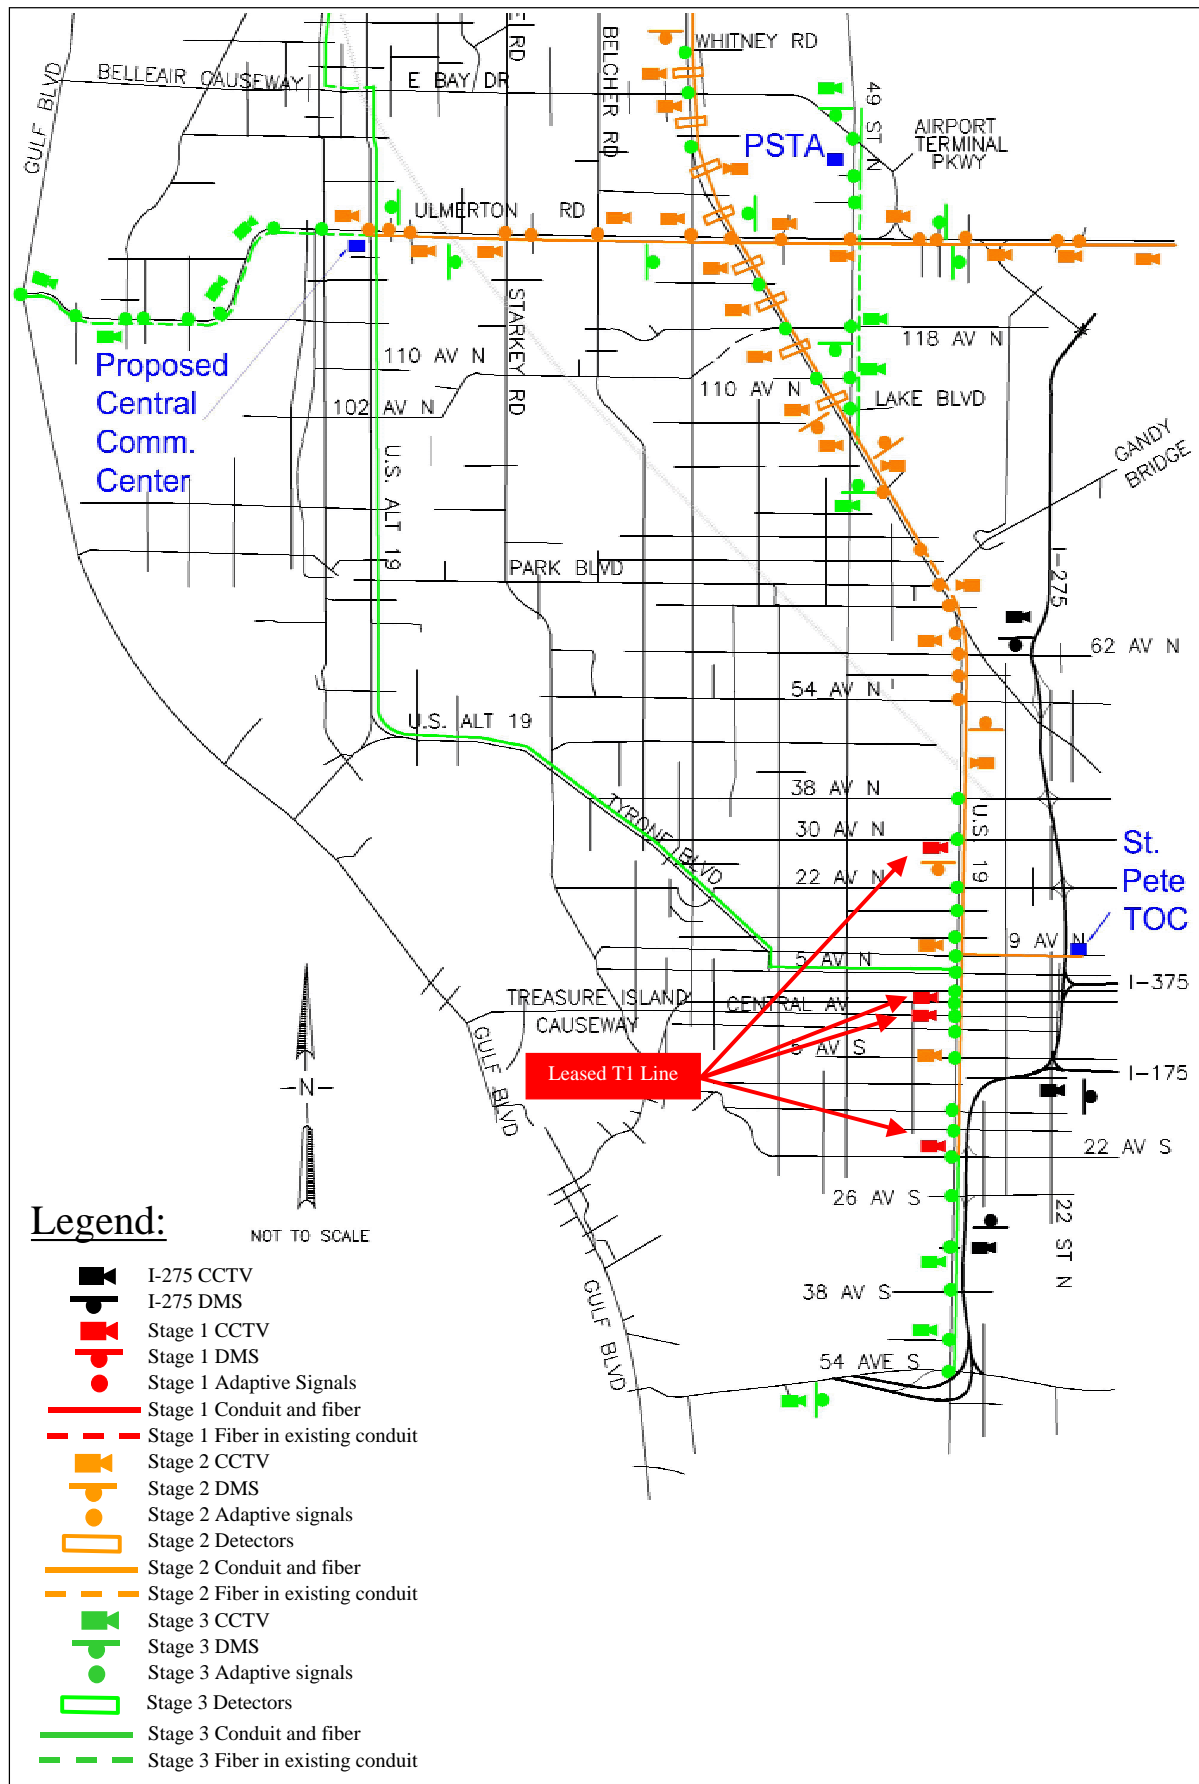 WHITNEY RD
BELLEAIR CAUSEWAY
E BAY DR
RD
BELCHER RD
GULF BLVD
49 ST N
AIRPORT
TERMINAL
PKWY
PSTA
ULMERTON RD
STARKEY RD
Proposed
Central
Comm.
Center
110 AV N
102 AV N
118 AV N
110 AV N
LAKE BLVD
GANDY
BRIDGE
U.S. ALT 19
PARK BLVD
I-275
62 AV N
54 AV N
U.S. ALT 19
38 AV N
U.S. 19
TYRONE BLVD
30 AV N
22 AV N
St.
Pete
TOC
9 AV N
5 AV N
I-375
TREASURE ISLAND
CAUSEWAY
CENTRAL AV
5 AV S
GULF BLVD
Leased T1 Line
I-175
N
22 AV S
26 AV S
22 ST N
NOT TO SCALE
GULF BLVD
38 AV S
54 AVE S
Legend:
I-275 CCTV
I-275 DMS
Stage 1 CCTV
Stage 1 DMS
Stage 1 Adaptive Signals
Stage 1 Conduit and fiber
Stage 1 Fiber in existing conduit
Stage 2 CCTV
Stage 2 DMS
Stage 2 Adaptive signals
Stage 2 Detectors
Stage 2 Conduit and fiber
Stage 2 Fiber in existing conduit
Stage 3 CCTV
Stage 3 DMS
Stage 3 Adaptive signals
Stage 3 Detectors
Stage 3 Conduit and fiber
Stage 3 Fiber in existing conduit